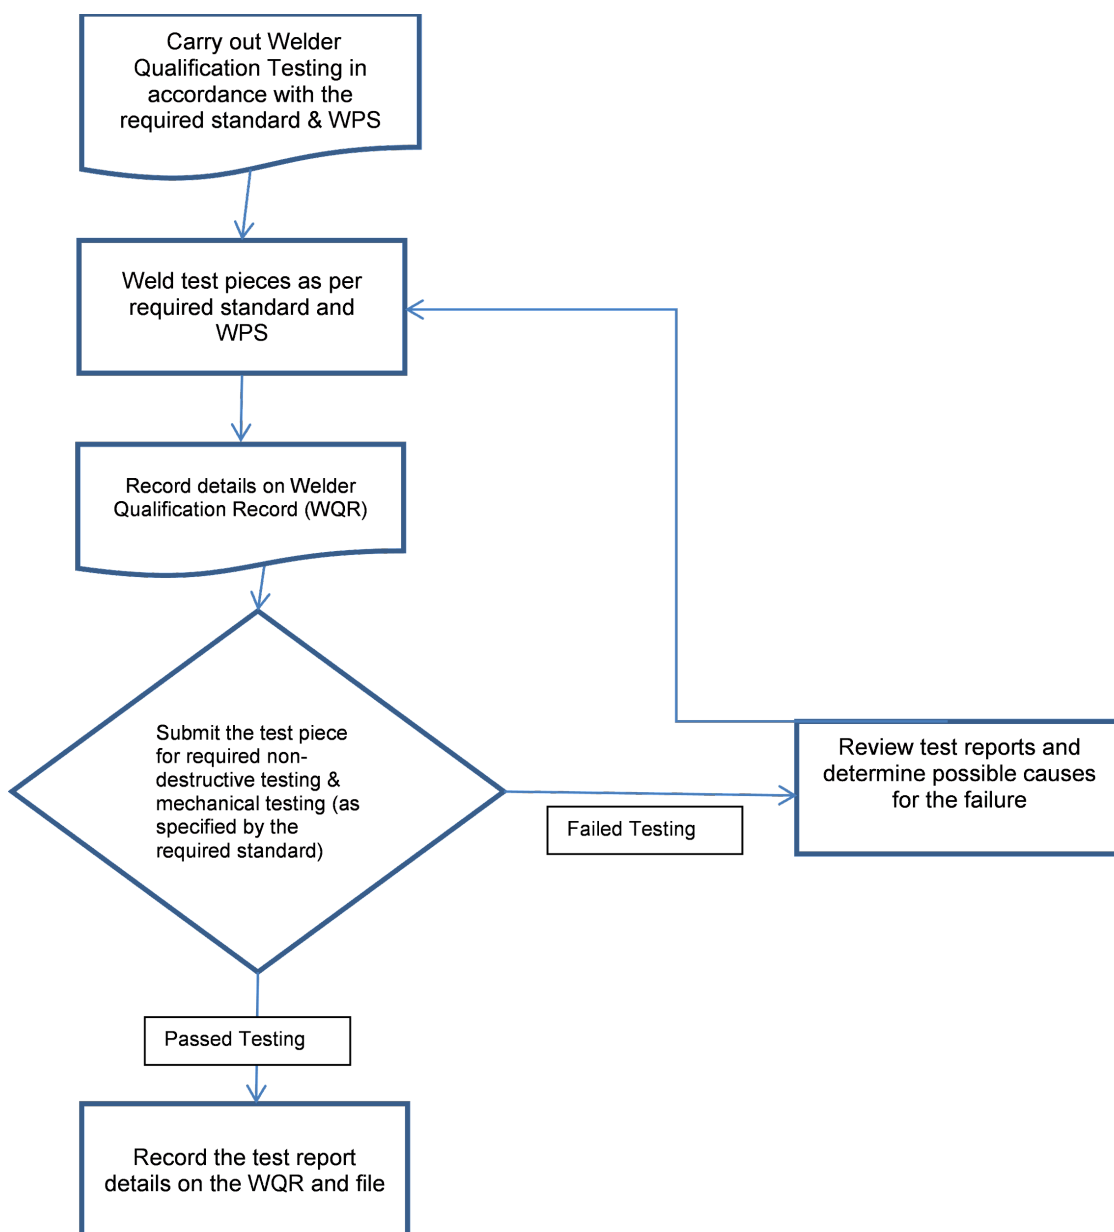 Carry out Welder
Qualification Testing in
accordance with the
required standard & WPS
Weld test pieces as per
required standard and
WPS
Record details on Welder
Qualification Record (WQR)
Submit the test piece
for required non-
destructive testing &
mechanical testing (as
specified by the
required standard)
Failed Testing
Review test reports and
determine possible causes
for the failure
Passed Testing
Record the test report
details on the WQR and file